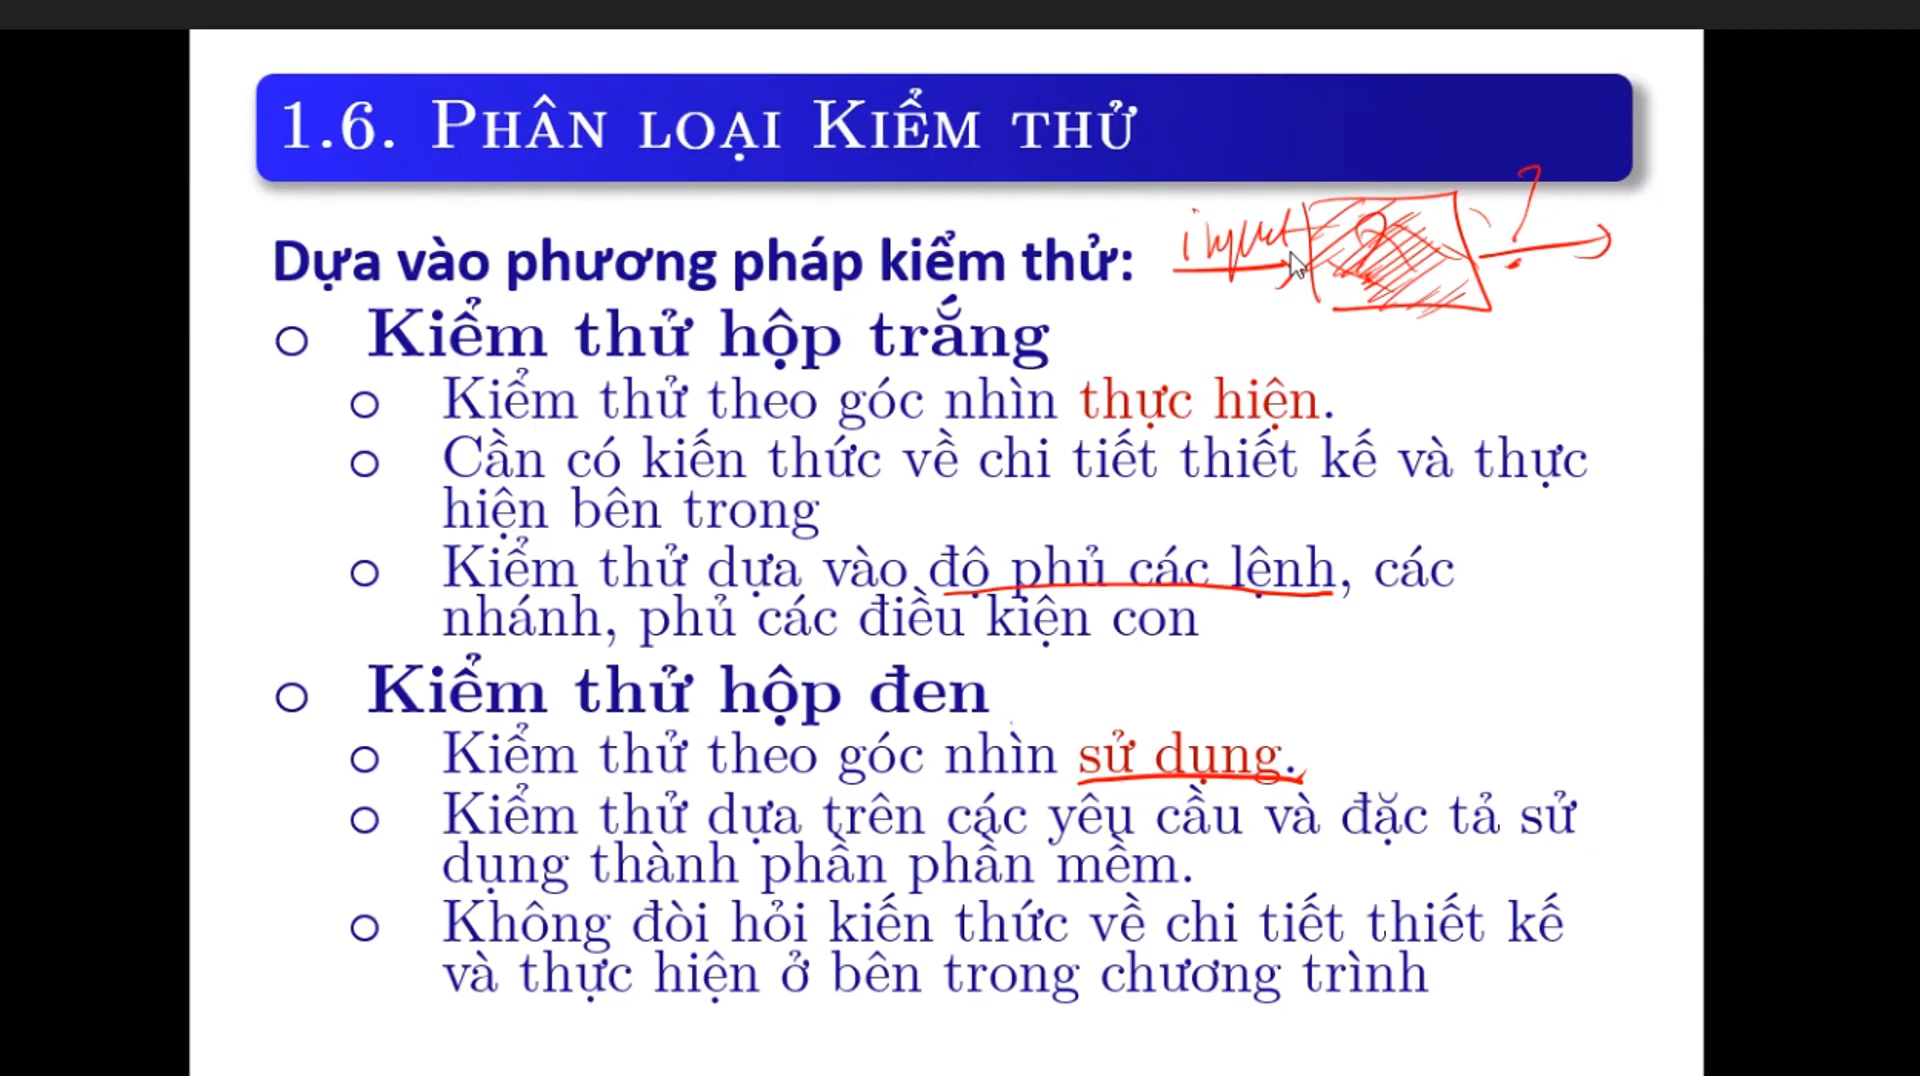 1.6. PHÂN LOẠI KIỂM THỬ
input
?
Dựa vào phương pháp kiểm thử:
Kiểm thử hộp trắng
Kiểm thử theo góc nhìn thực hiện.
Cần có kiến thức về chi tiết thiết kế và thực
hiện bên trong
Kiểm thử dựa vào độ phủ các lệnh, các
nhánh, phủ các điều kiện con
Kiểm thử hộp đen
Kiểm thử theo góc nhìn sử dụng.
Kiểm thử dựa trên các yêu cầu và đặc tả sử
dụng thành phần phần mềm.
Không đòi hỏi kiến thức về chi tiết thiết kế
và thực hiện ở bên trong chương trình